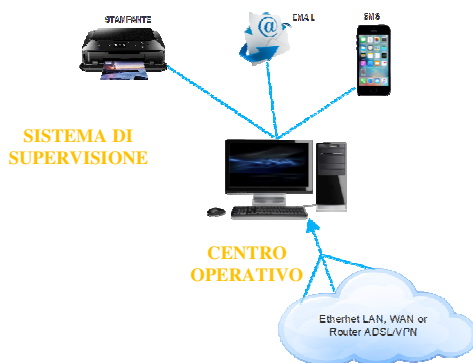 STAMPANTE
EMAIL
SMS
SISTEMA DI
SUPERVISIONE
CENTRO
OPERATIVO
Etherhet LAN, WAN or
Router ADSL/VPN